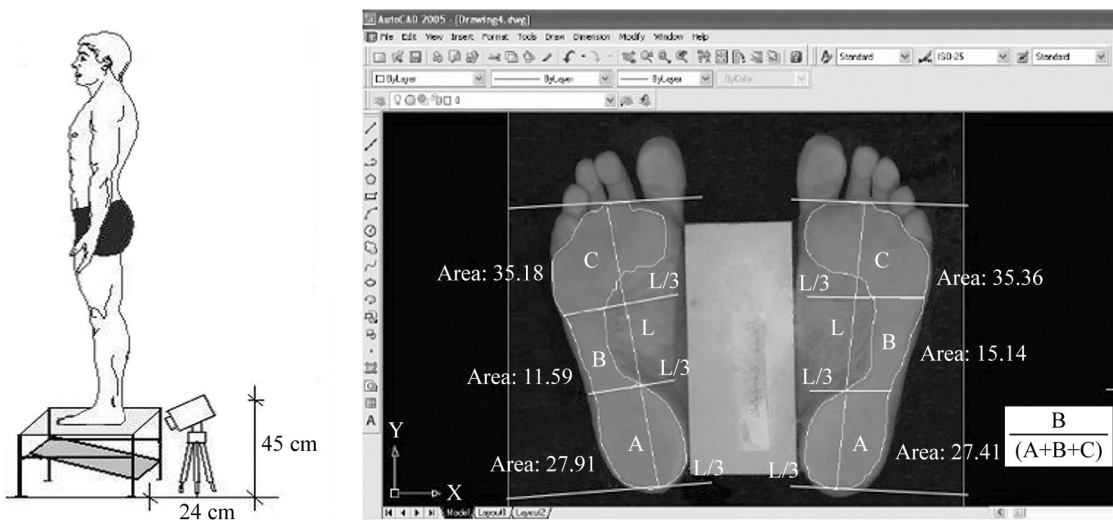 AutoCAD 2005 - [Drawing4.dwg]
File Edit View Insert Format Tools Draw Dimension Modify Window Help
Standard
ISO-25
Standard
ByLayer
ByLayer
ByLayer
ByColor
0
C
Area: 35.18
L/3
L
B
L/3
Area: 11.59
A
Area: 27.91
L/3
C
L/3
Area: 35.36
L
B
Area: 15.14
L/3
A
Area: 27.41
L/3
B
(A+B+C)
Y
X
Model Layout1 Layout2
45 cm
24 cm